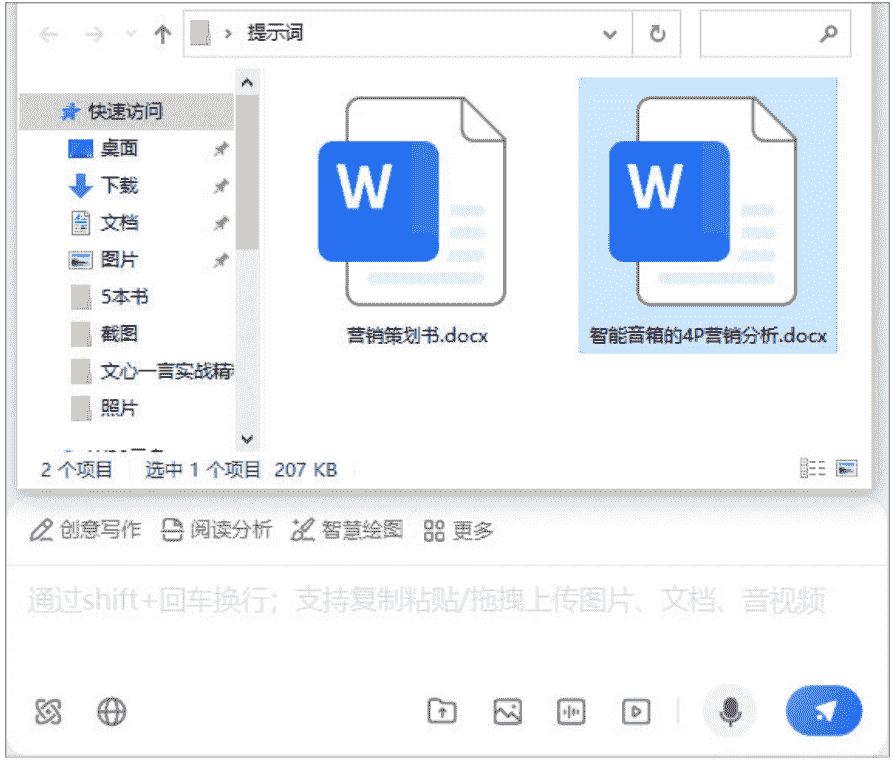 提示词
快速访问
桌面
下载
文档
图片
5本书
截图
文心一言实战精
照片
W
营销策划书.docx
W
智能音箱的4P营销分析.docx
2 个项目 选中 1 个项目 207 KB
创意写作 阅读分析 智慧绘图 更多
通过shift+回车换行；支持复制粘贴/拖拽上传图片、文档、音视频